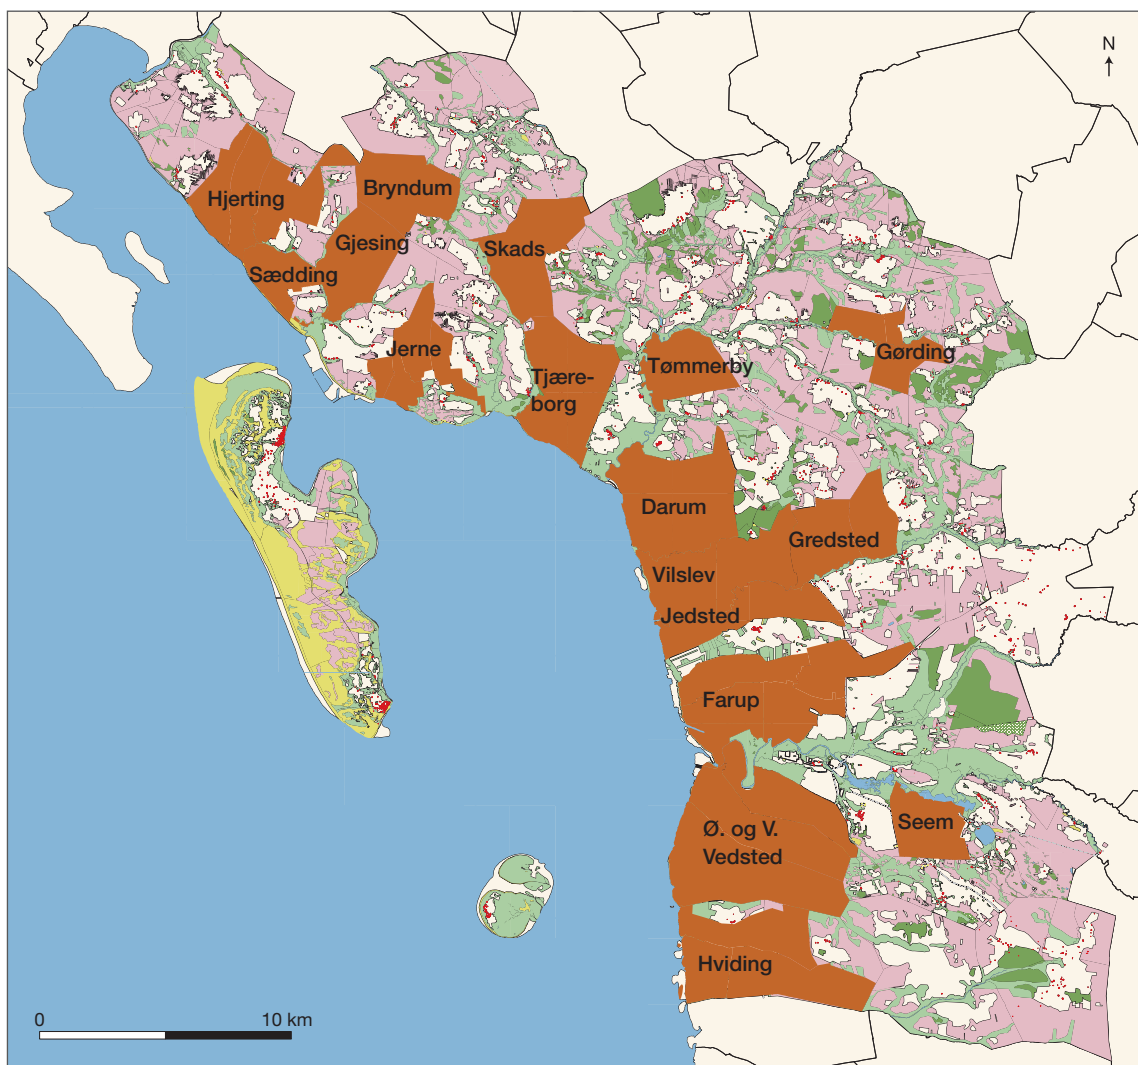 N
Bryndum
Hjerting
Gjesing
Skads
Sædding
Jerne
Tømmerby
Gørding
Tjære-
borg
Darum
Gredsted
Vilslev
Jedsted
Farup
Ø. og V.
Vedsted
Seem
Hviding
0
10 km